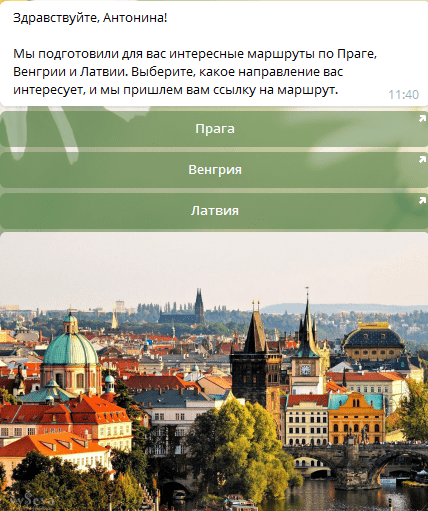 Здравствуйте, Антонина!
Мы подготовили для вас интересные маршруты по Праге,
Венгрии и Латвии. Выберите, какое направление вас
интересует, и мы пришлем вам ссылку на маршрут.
11:40
Прага
Венгрия
Латвия